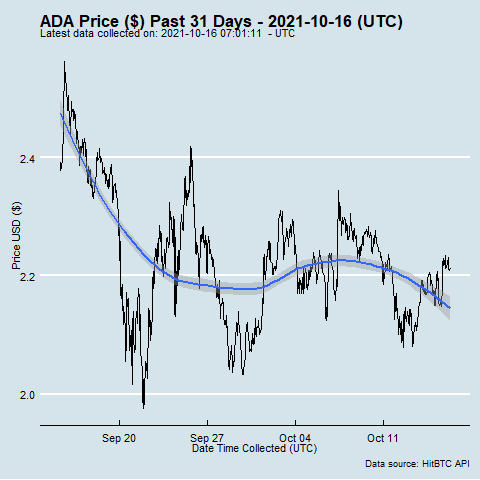 ADA Price ($) Past 31 Days - 2021-10-16 (UTC)
Latest data collected on: 2021-10-16 07:01:11 - UTC
Price USD ($)
2.4
2.2
2.0
Sep 20 Sep 27 Oct 04 Oct 11
Date Time Collected (UTC)
Data source: HitBTC API